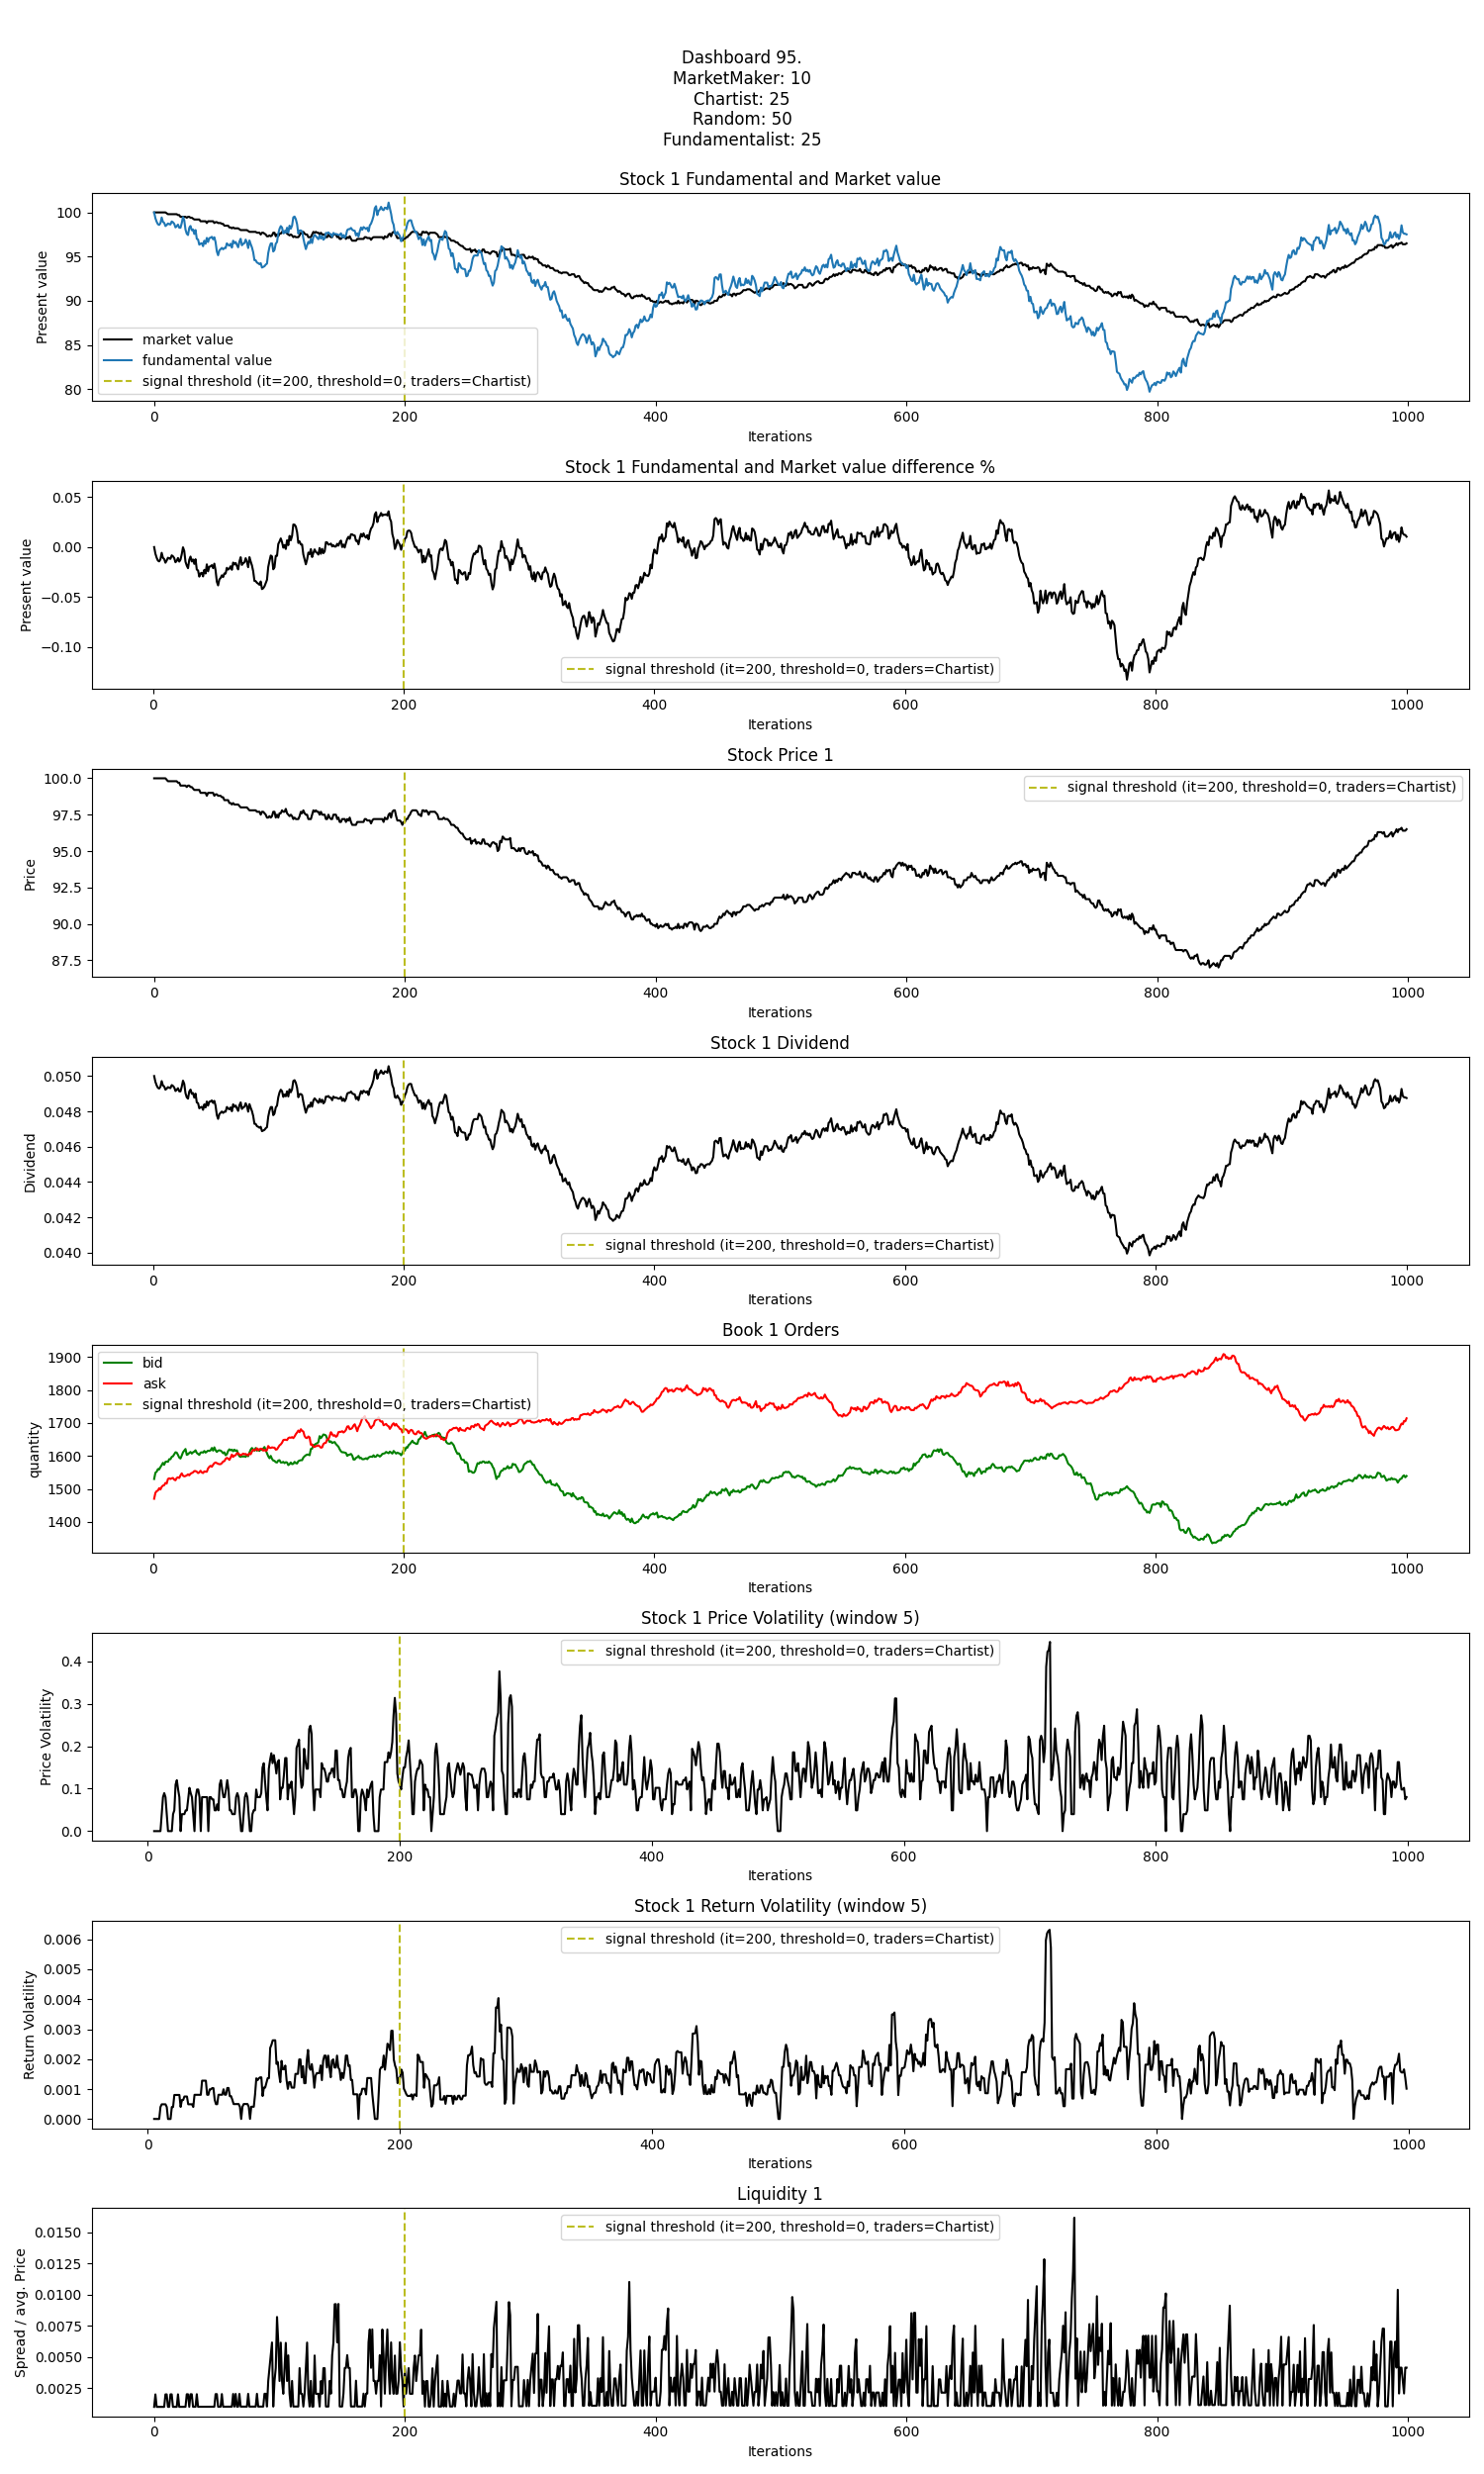 Dashboard 95.
MarketMaker: 10
Chartist: 25
Random: 50
Fundamentalist: 25
Stock 1 Fundamental and Market value
Present value
100
95
90
85
80
market value
fundamental value
signal threshold (it=200, threshold=0, traders=Chartist)
0 200 400 600 800 1000
Iterations
Stock 1 Fundamental and Market value difference %
Present value
0.05
0.00
−0.05
−0.10
signal threshold (it=200, threshold=0, traders=Chartist)
0 200 400 600 800 1000
Iterations
Stock Price 1
Price
100.0
97.5
95.0
92.5
90.0
87.5
signal threshold (it=200, threshold=0, traders=Chartist)
0 200 400 600 800 1000
Iterations
Stock 1 Dividend
Dividend
0.050
0.048
0.046
0.044
0.042
0.040
signal threshold (it=200, threshold=0, traders=Chartist)
0 200 400 600 800 1000
Iterations
Book 1 Orders
quantity
1900
1800
1700
1600
1500
1400
bid
ask
signal threshold (it=200, threshold=0, traders=Chartist)
0 200 400 600 800 1000
Iterations
Stock 1 Price Volatility (window 5)
Price Volatility
0.4
0.3
0.2
0.1
0.0
signal threshold (it=200, threshold=0, traders=Chartist)
0 200 400 600 800 1000
Iterations
Stock 1 Return Volatility (window 5)
Return Volatility
0.006
0.005
0.004
0.003
0.002
0.001
0.000
signal threshold (it=200, threshold=0, traders=Chartist)
0 200 400 600 800 1000
Iterations
Liquidity 1
Spread / avg. Price
0.0150
0.0125
0.0100
0.0075
0.0050
0.0025
signal threshold (it=200, threshold=0, traders=Chartist)
0 200 400 600 800 1000
Iterations